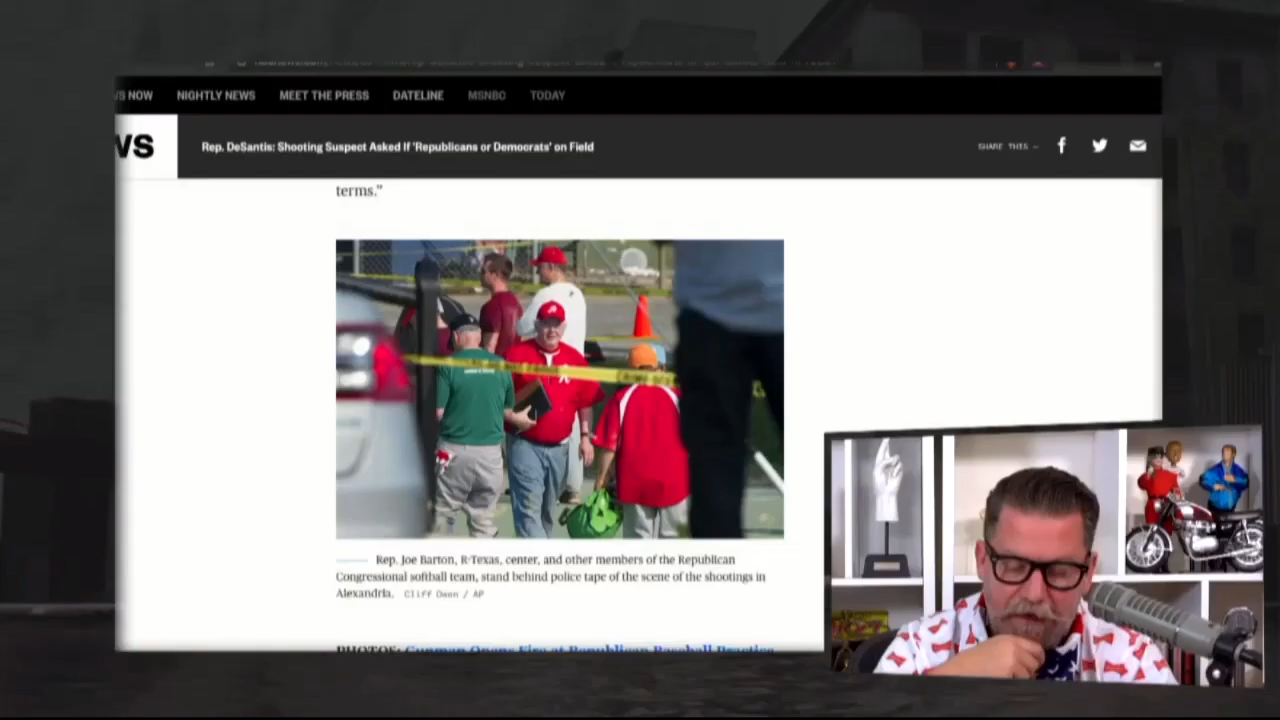 WS NOW NIGHTLY NEWS MEET THE PRESS DATELINE MSNBC TODAY
WS Rep. DeSantis: Shooting Suspect Asked If 'Republicans or Democrats' on Field SHARE THIS –
terms.”
Rep. Joe Barton, R-Texas, center, and other members of the Republican
Congressional softball team, stand behind police tape of the scene of the shootings in
Alexandria. Cliff Owen / AP
PHOTOS: Gunman Opens Fire at Republican Baseball Practice